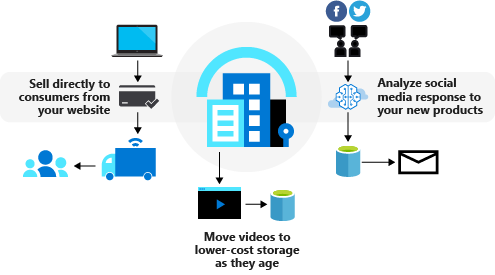 Sell directly to
consumers from
your website
Analyze social
media response to
your new products
Move videos to
lower-cost storage
as they age